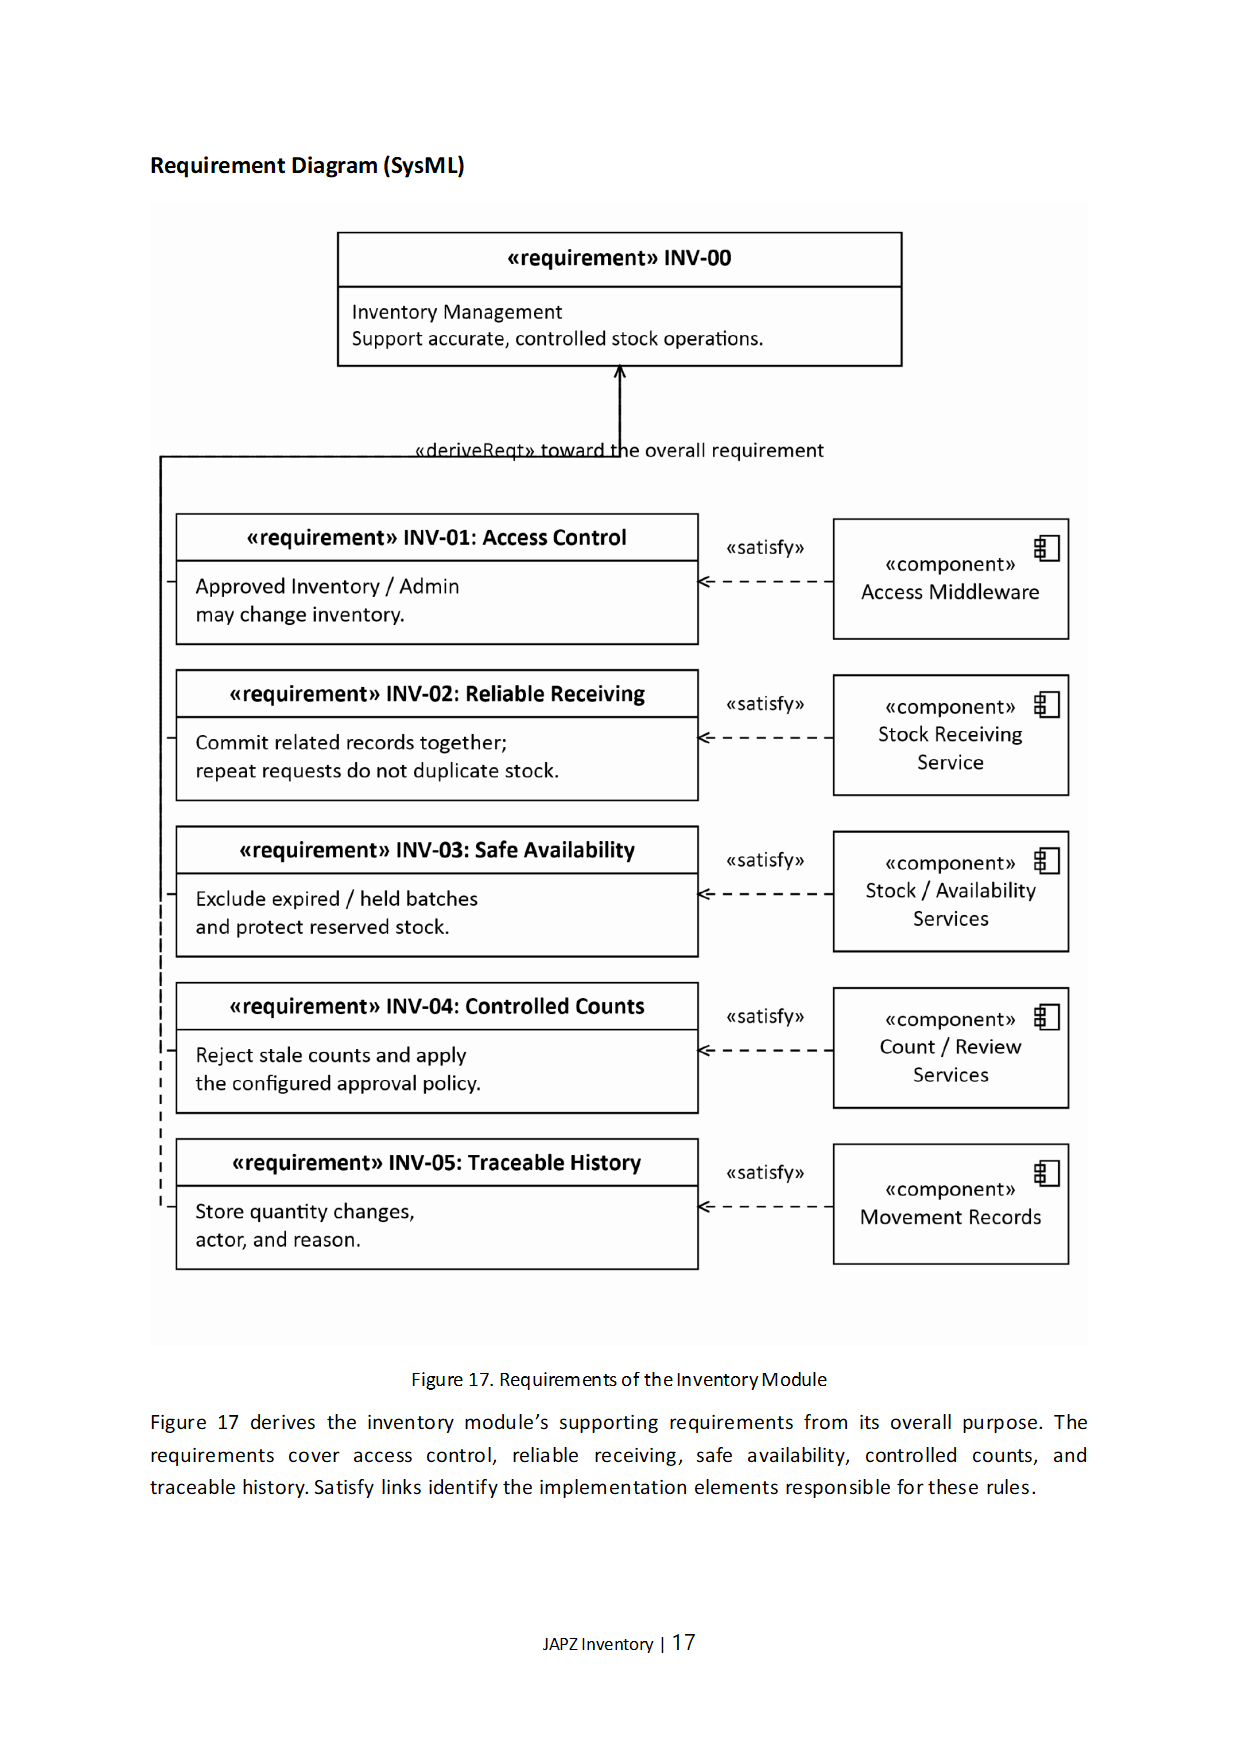 Requirement Diagram (SysML)
«requirement» INV-00
Inventory Management
Support accurate, controlled stock operations.
«deriveReqt» toward the overall requirement
«requirement» INV-01: Access Control
Approved Inventory / Admin
may change inventory.
«satisfy»
«component»
Access Middleware
«requirement» INV-02: Reliable Receiving
Commit related records together;
repeat requests do not duplicate stock.
«satisfy»
«component»
Stock Receiving
Service
«requirement» INV-03: Safe Availability
Exclude expired / held batches
and protect reserved stock.
«satisfy»
«component»
Stock / Availability
Services
«requirement» INV-04: Controlled Counts
Reject stale counts and apply
the configured approval policy.
«satisfy»
«component»
Count / Review
Services
«requirement» INV-05: Traceable History
Store quantity changes,
actor, and reason.
«satisfy»
«component»
Movement Records
Figure 17. Requirements of the Inventory Module
Figure 17 derives the inventory module’s supporting requirements from its overall purpose. The
requirements cover access control, reliable receiving, safe availability, controlled counts, and
traceable history. Satisfy links identify the implementation elements responsible for these rules.
JAPZ Inventory | 17